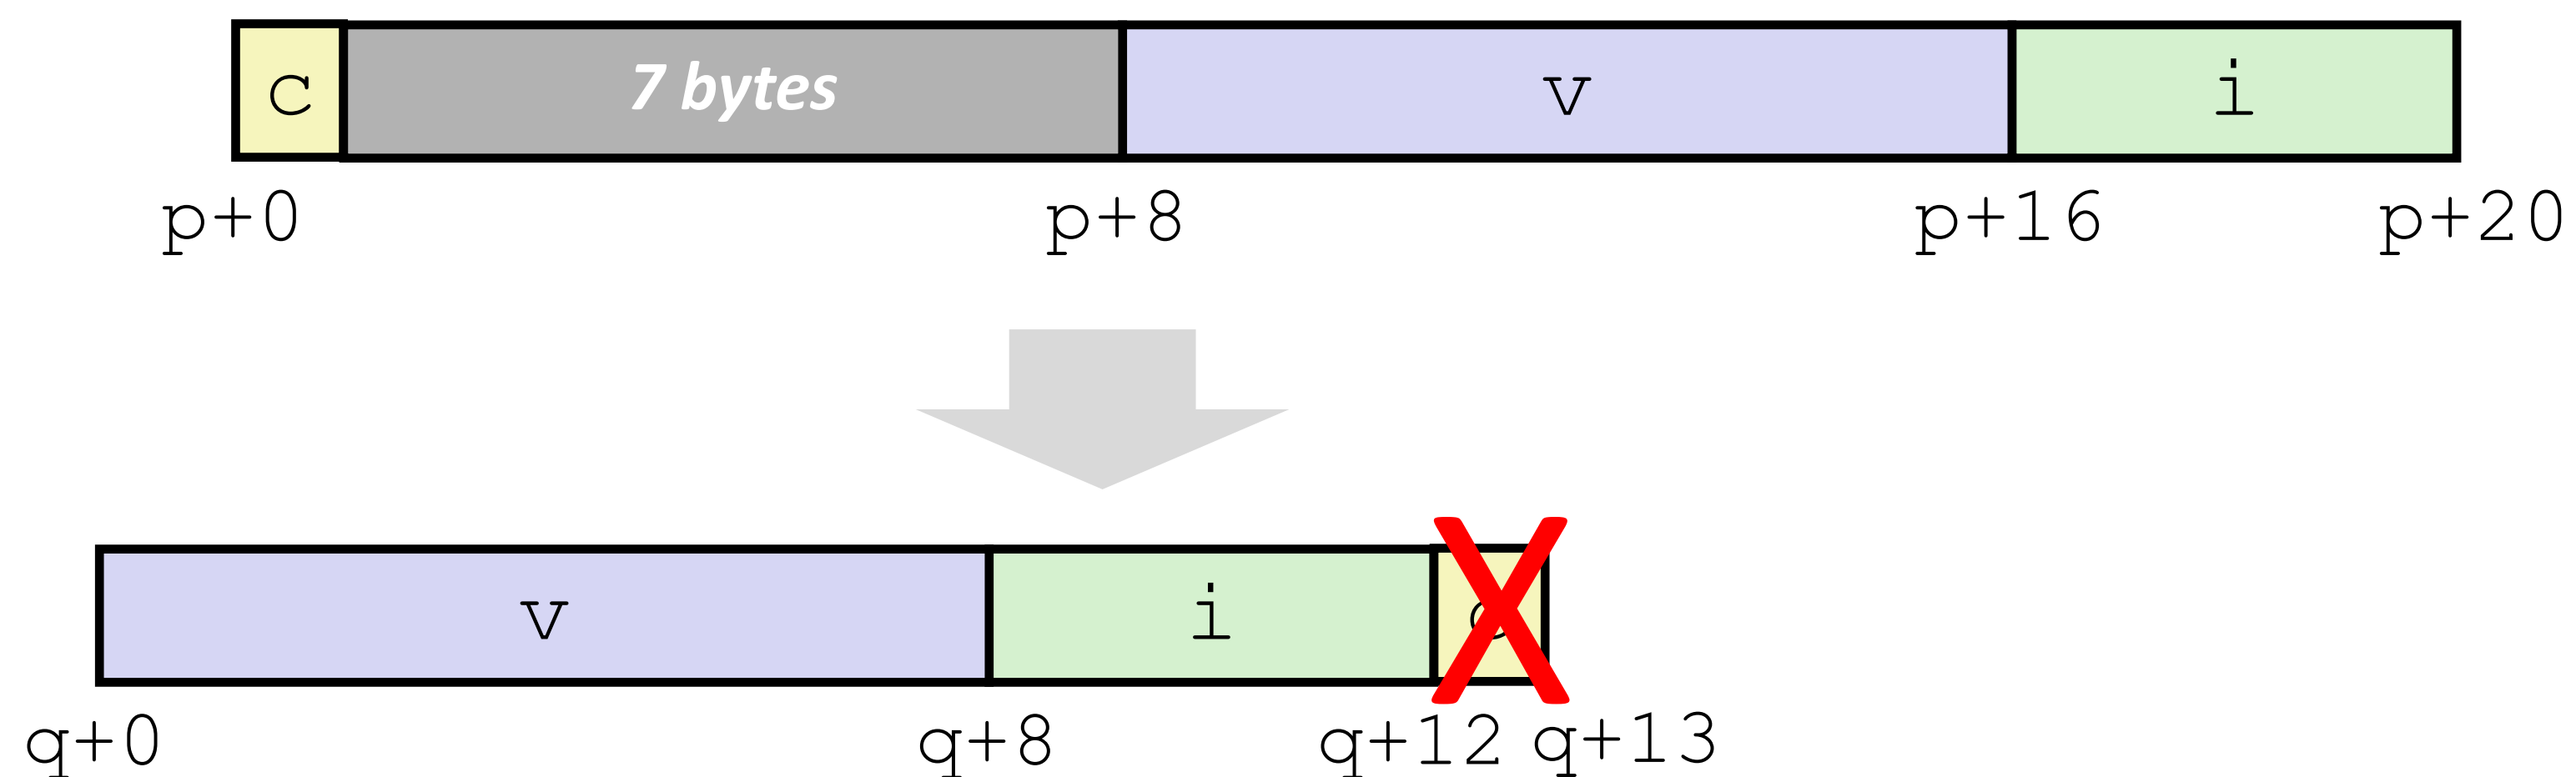 c 7 bytes v i
p+0 p+8 p+16 p+20
v i
q+0 q+8 q+12 q+13